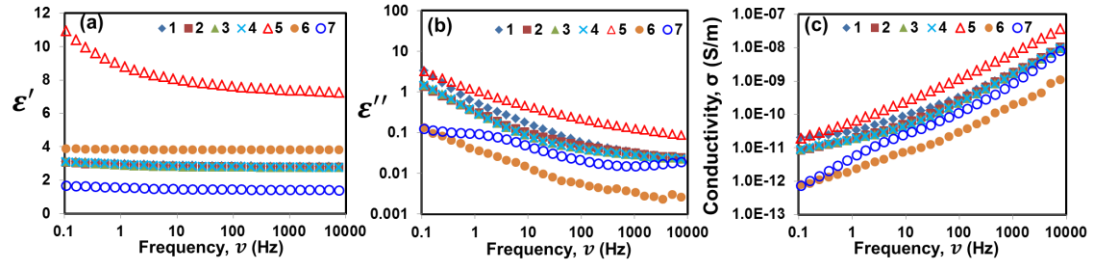 (a)
1 2 3 4 5 6 7
12
10
8
6
4
2
0
ε′
0.1 1 10 100 1000 10000
Frequency, ν (Hz)
(b)
1 2 3 4 5 6 7
100
10
1
0.1
0.01
0.001
ε′′
0.1 1 10 100 1000 10000
Frequency, ν (Hz)
(c)
1 2 3 4 5 6 7
1.0E-07
1.0E-08
1.0E-09
1.0E-10
1.0E-11
1.0E-12
1.0E-13
Conductivity, σ (S/m)
0.1 1 10 100 1000 10000
Frequency, ν (Hz)